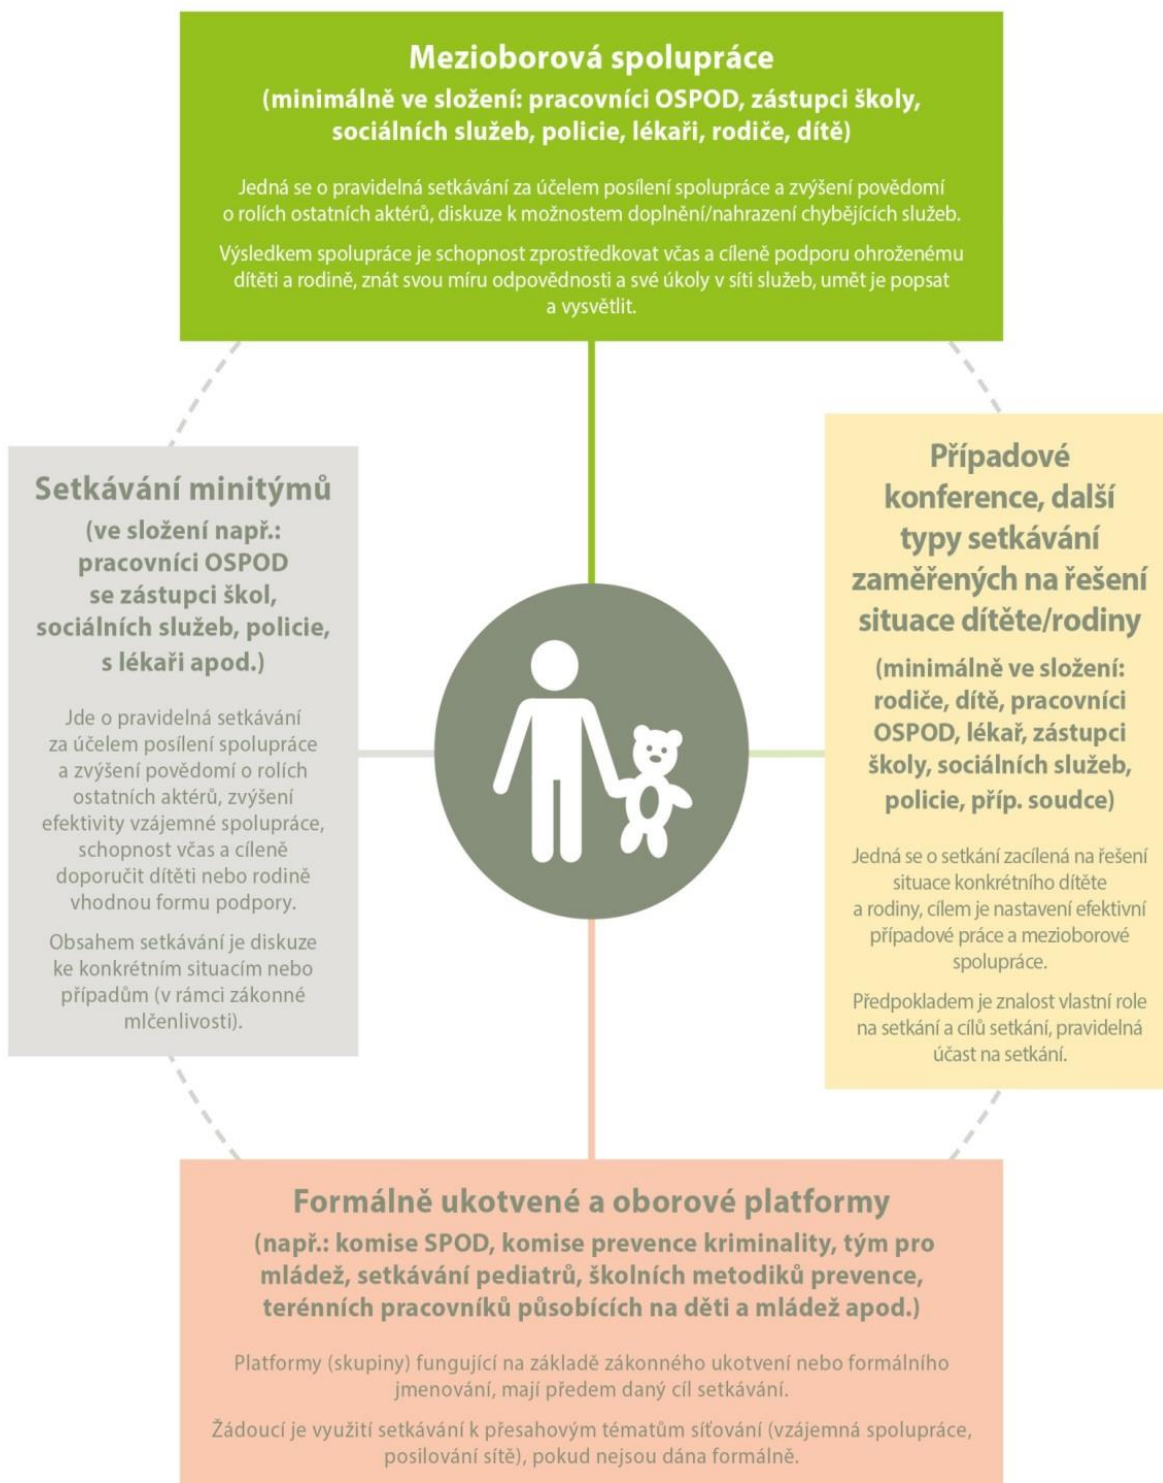 Mezioborová spolupráce
(minimálně ve složení: pracovníci OSPOD, zástupci školy,
sociálních služeb, policie, lékaři, rodiče, dítě)
Jedná se o pravidelná setkávání za účelem posílení spolupráce a zvýšení povědomí
o rolích ostatních aktérů, diskuze k možnostem doplnění/nahrazení chybějících služeb.
Výsledkem spolupráce je schopnost zprostředkovat včas a cíleně podporu ohroženému
dítěti a rodině, znát svou míru odpovědnosti a své úkoly v síti služeb, umět je popsat
a vysvětlit.
Setkávání minitýmů
(ve složení např.:
pracovníci OSPOD
se zástupci škol,
sociálních služeb, policie,
s lékaři apod.)
Jde o pravidelná setkávání
za účelem posílení spolupráce
a zvýšení povědomí o rolích
ostatních aktérů, zvýšení
efektivity vzájemné spolupráce,
schopnost včas a cíleně
doporučit dítěti nebo rodině
vhodnou formu podpory.
Obsahem setkávání je diskuze
ke konkrétním situacím nebo
případům (v rámci zákonné
mlčenlivosti).
Případové
konference, další
typy setkávání
zaměřených na řešení
situace dítěte/rodiny
(minimálně ve složení:
rodiče, dítě, pracovníci
OSPOD, lékař, zástupci
školy, sociálních služeb,
policie, příp. soudce)
Jedná se o setkání zacílená na řešení
situace konkrétního dítěte
a rodiny, cílem je nastavení efektivní
případové práce a mezioborové
spolupráce.
Předpokladem je znalost vlastní role
na setkání a cílů setkání, pravidelná
účast na setkání.
Formálně ukotvené a oborové platformy
(např.: komise SPOD, komise prevence kriminality, tým pro
mládež, setkávání pediatrů, školních metodiků prevence,
terénních pracovníků působících na děti a mládež apod.)
Platformy (skupiny) fungující na základě zákonného ukotvení nebo formálního
jmenování, mají předem daný cíl setkávání.
Žádoucí je využití setkávání k přesahovým tématům síťování (vzájemná spolupráce,
posilování sítě), pokud nejsou dána formálně.